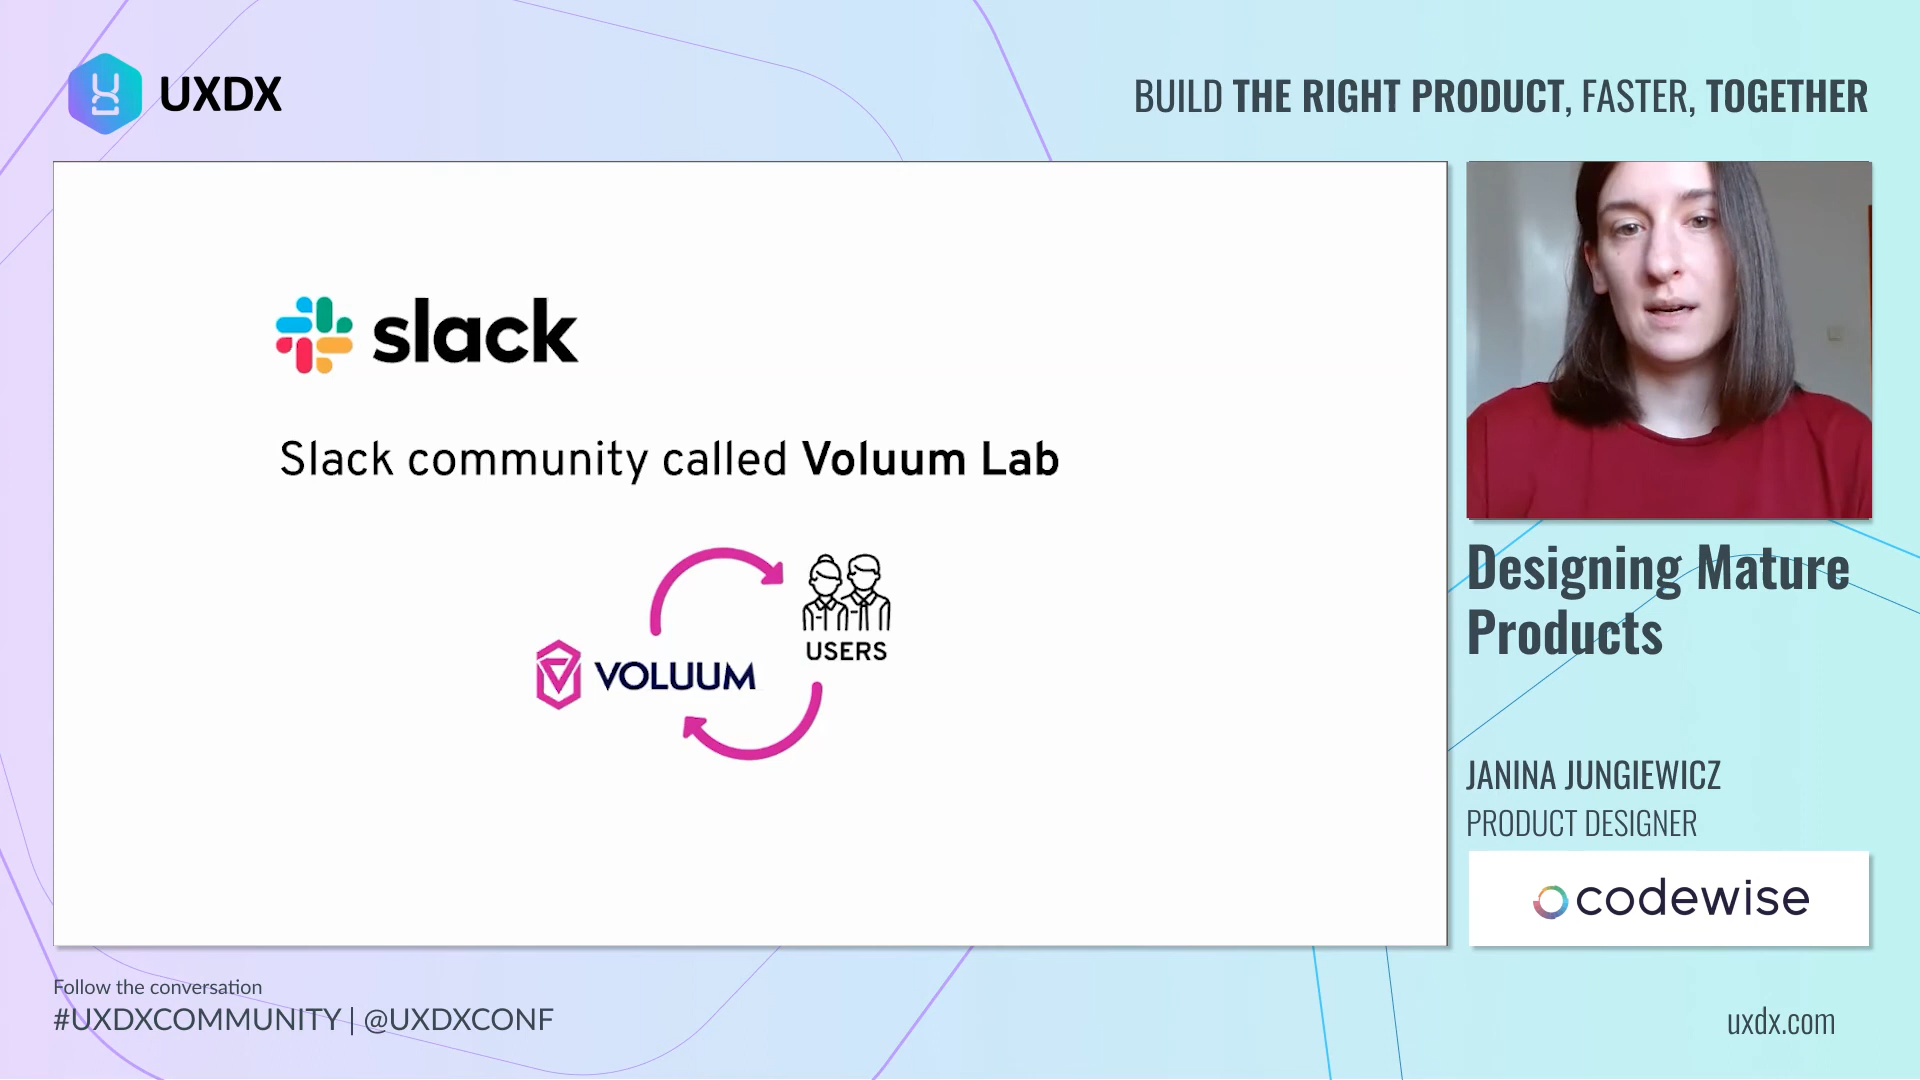 UXDX
BUILD THE RIGHT PRODUCT, FASTER, TOGETHER
slack
Slack community called Voluum Lab
USERS
VOLUUM
Designing Mature
Products
JANINA JUNGIEWICZ
PRODUCT DESIGNER
codewise
Follow the conversation
#UXDXCOMMUNITY | @UXDXCONF
uxdx.com